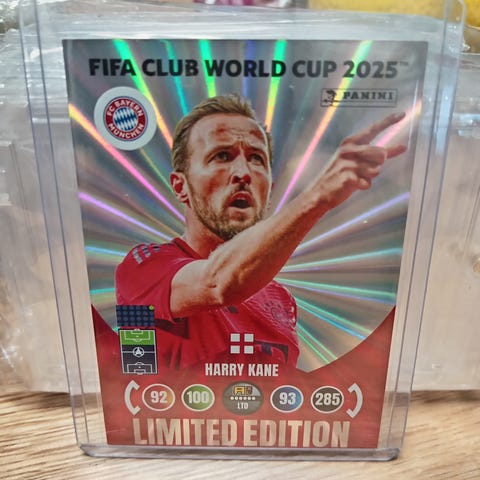 FIFA CLUB WORLD CUP 2025™
PANINI
FC BAYERN
MÜNCHEN
HARRY KANE
92 100 LTD 93 285
LIMITED EDITION